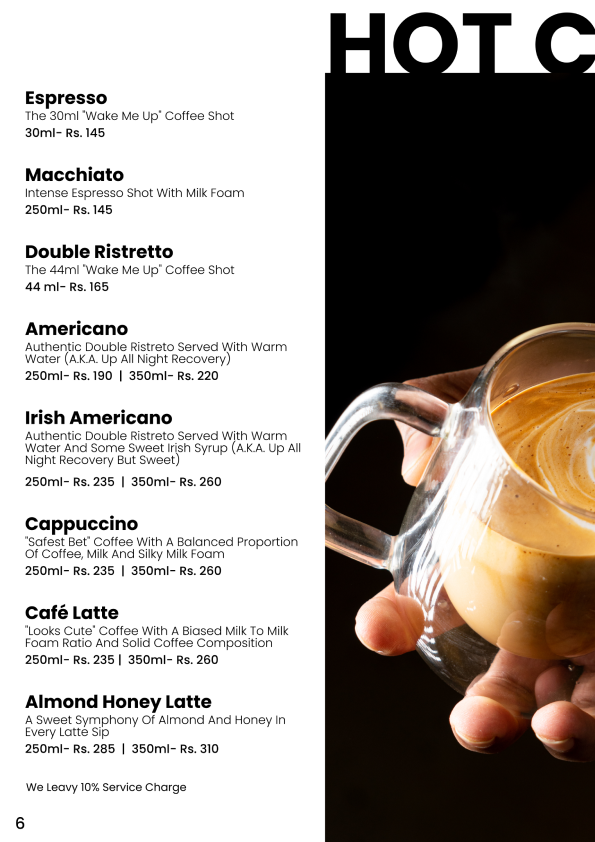 HOT C
Espresso
The 30ml "Wake Me Up" Coffee Shot
30ml- Rs. 145
Macchiato
Intense Espresso Shot With Milk Foam
250ml- Rs. 145
Double Ristretto
The 44ml "Wake Me Up" Coffee Shot
44 ml- Rs. 165
Americano
Authentic Double Ristreto Served With Warm
Water (A.K.A. Up All Night Recovery)
250ml- Rs. 190 | 350ml- Rs. 220
Irish Americano
Authentic Double Ristreto Served With Warm
Water And Some Sweet Irish Syrup (A.K.A. Up All
Night Recovery But Sweet)
250ml- Rs. 235 | 350ml- Rs. 260
Cappuccino
"Safest Bet" Coffee With A Balanced Proportion
Of Coffee, Milk And Silky Milk Foam
250ml- Rs. 235 | 350ml- Rs. 260
Café Latte
"Looks Cute" Coffee With A Biased Milk To Milk
Foam Ratio And Solid Coffee Composition
250ml- Rs. 235 | 350ml- Rs. 260
Almond Honey Latte
A Sweet Symphony Of Almond And Honey In
Every Latte Sip
250ml- Rs. 285 | 350ml- Rs. 310
We Leavy 10% Service Charge
6